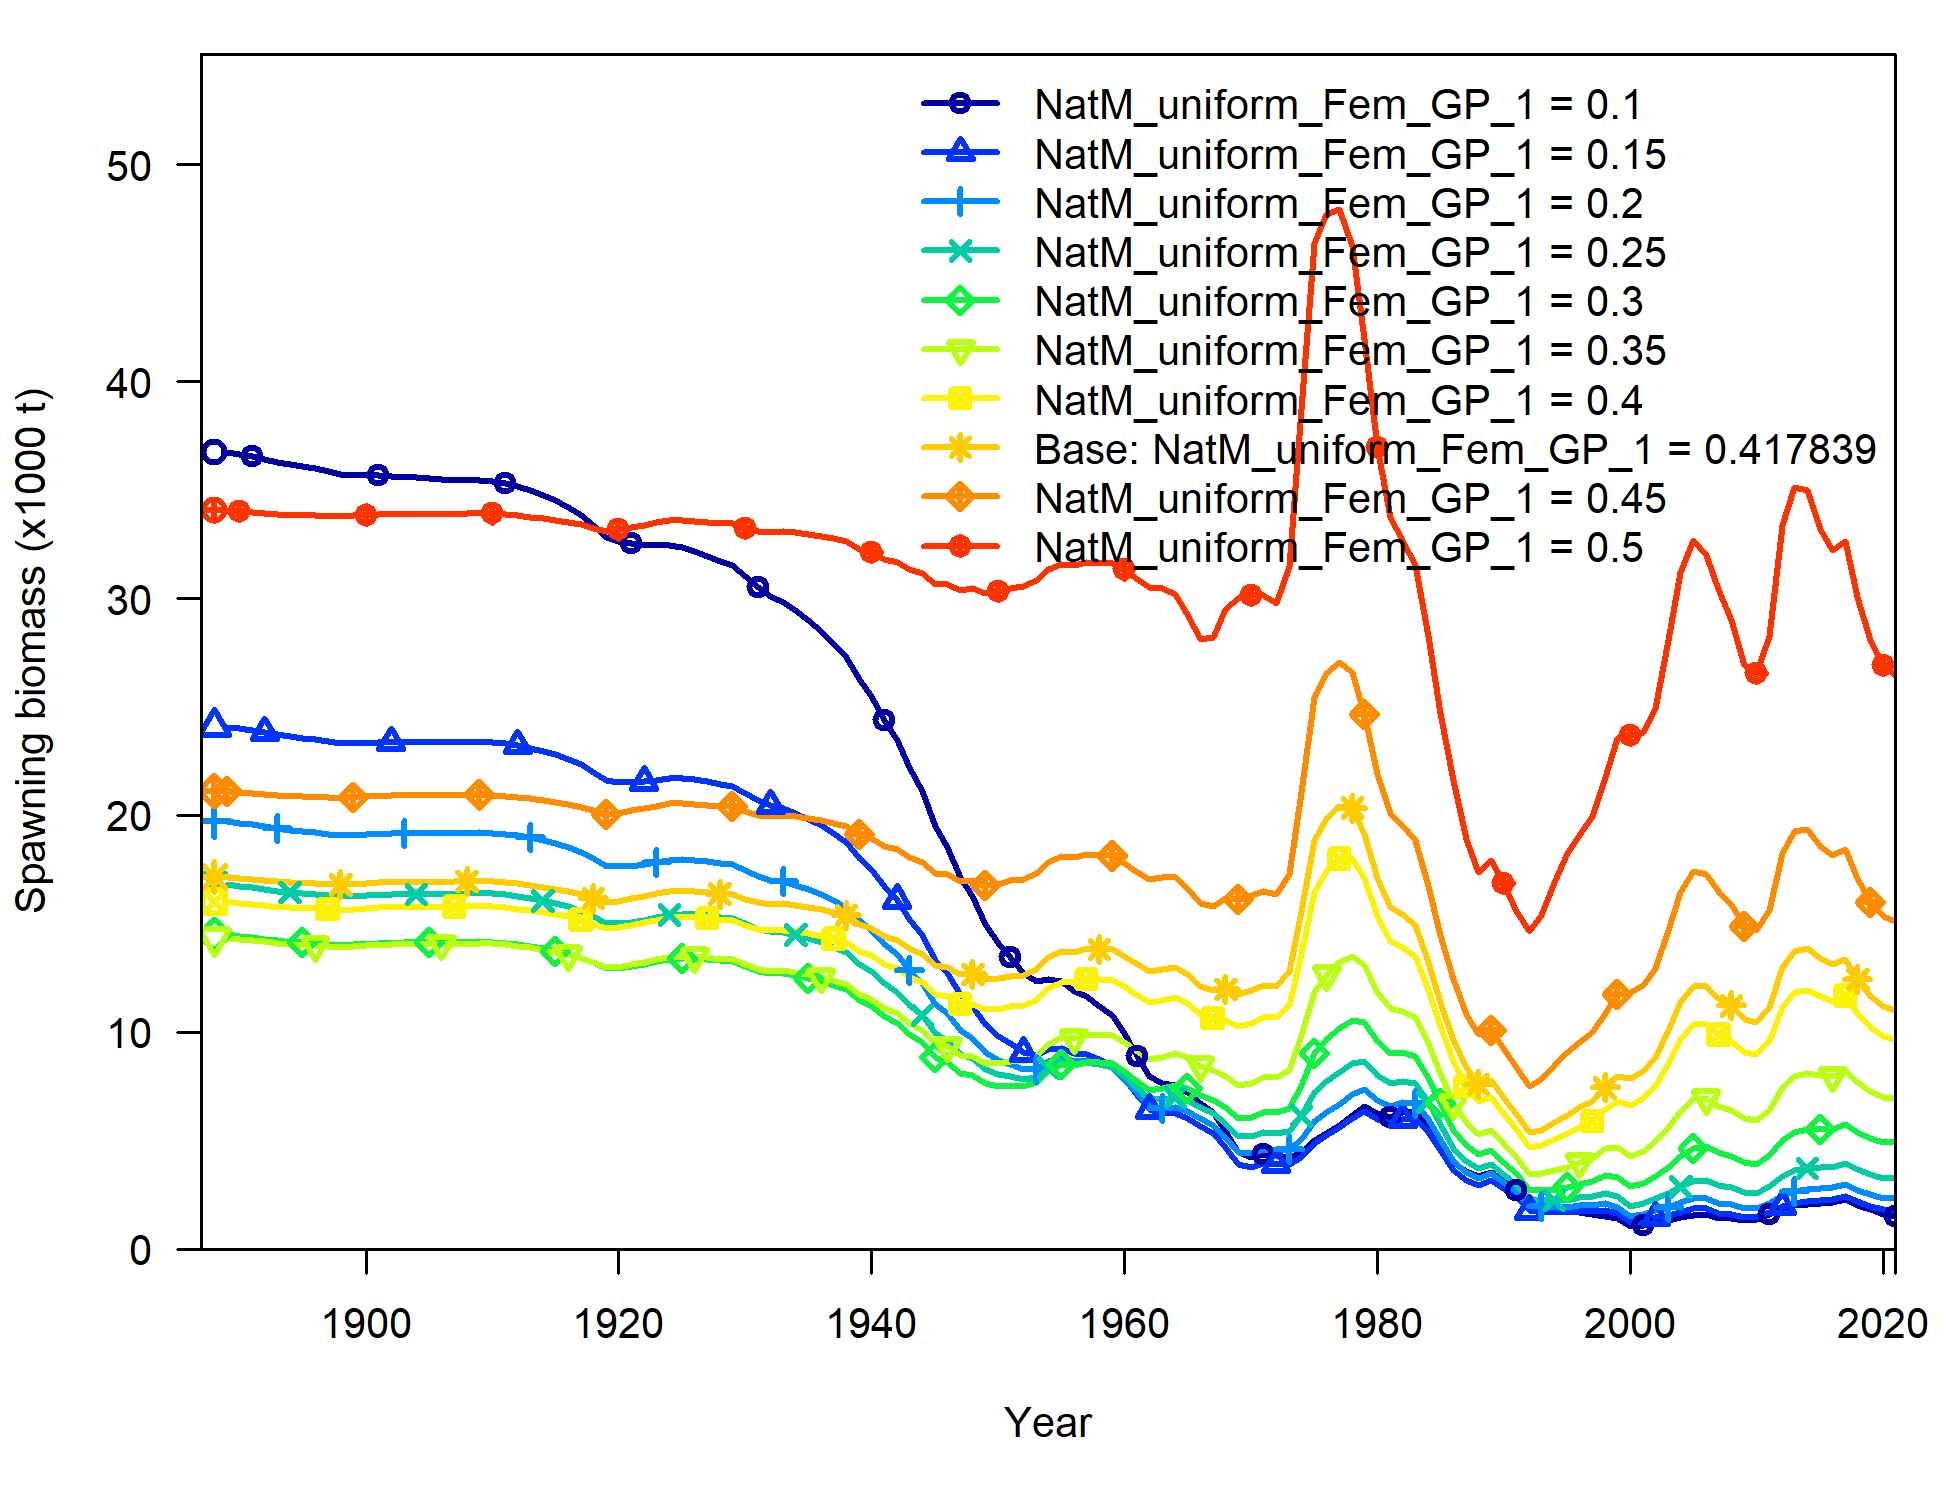 NatM_uniform_Fem_GP_1 = 0.1
NatM_uniform_Fem_GP_1 = 0.15
NatM_uniform_Fem_GP_1 = 0.2
NatM_uniform_Fem_GP_1 = 0.25
NatM_uniform_Fem_GP_1 = 0.3
NatM_uniform_Fem_GP_1 = 0.35
NatM_uniform_Fem_GP_1 = 0.4
Base: NatM_uniform_Fem_GP_1 = 0.417839
NatM_uniform_Fem_GP_1 = 0.45
NatM_uniform_Fem_GP_1 = 0.5
Spawning biomass (x1000 t)
50
40
30
20
10
0
1900 1920 1940 1960 1980 2000 2020
Year